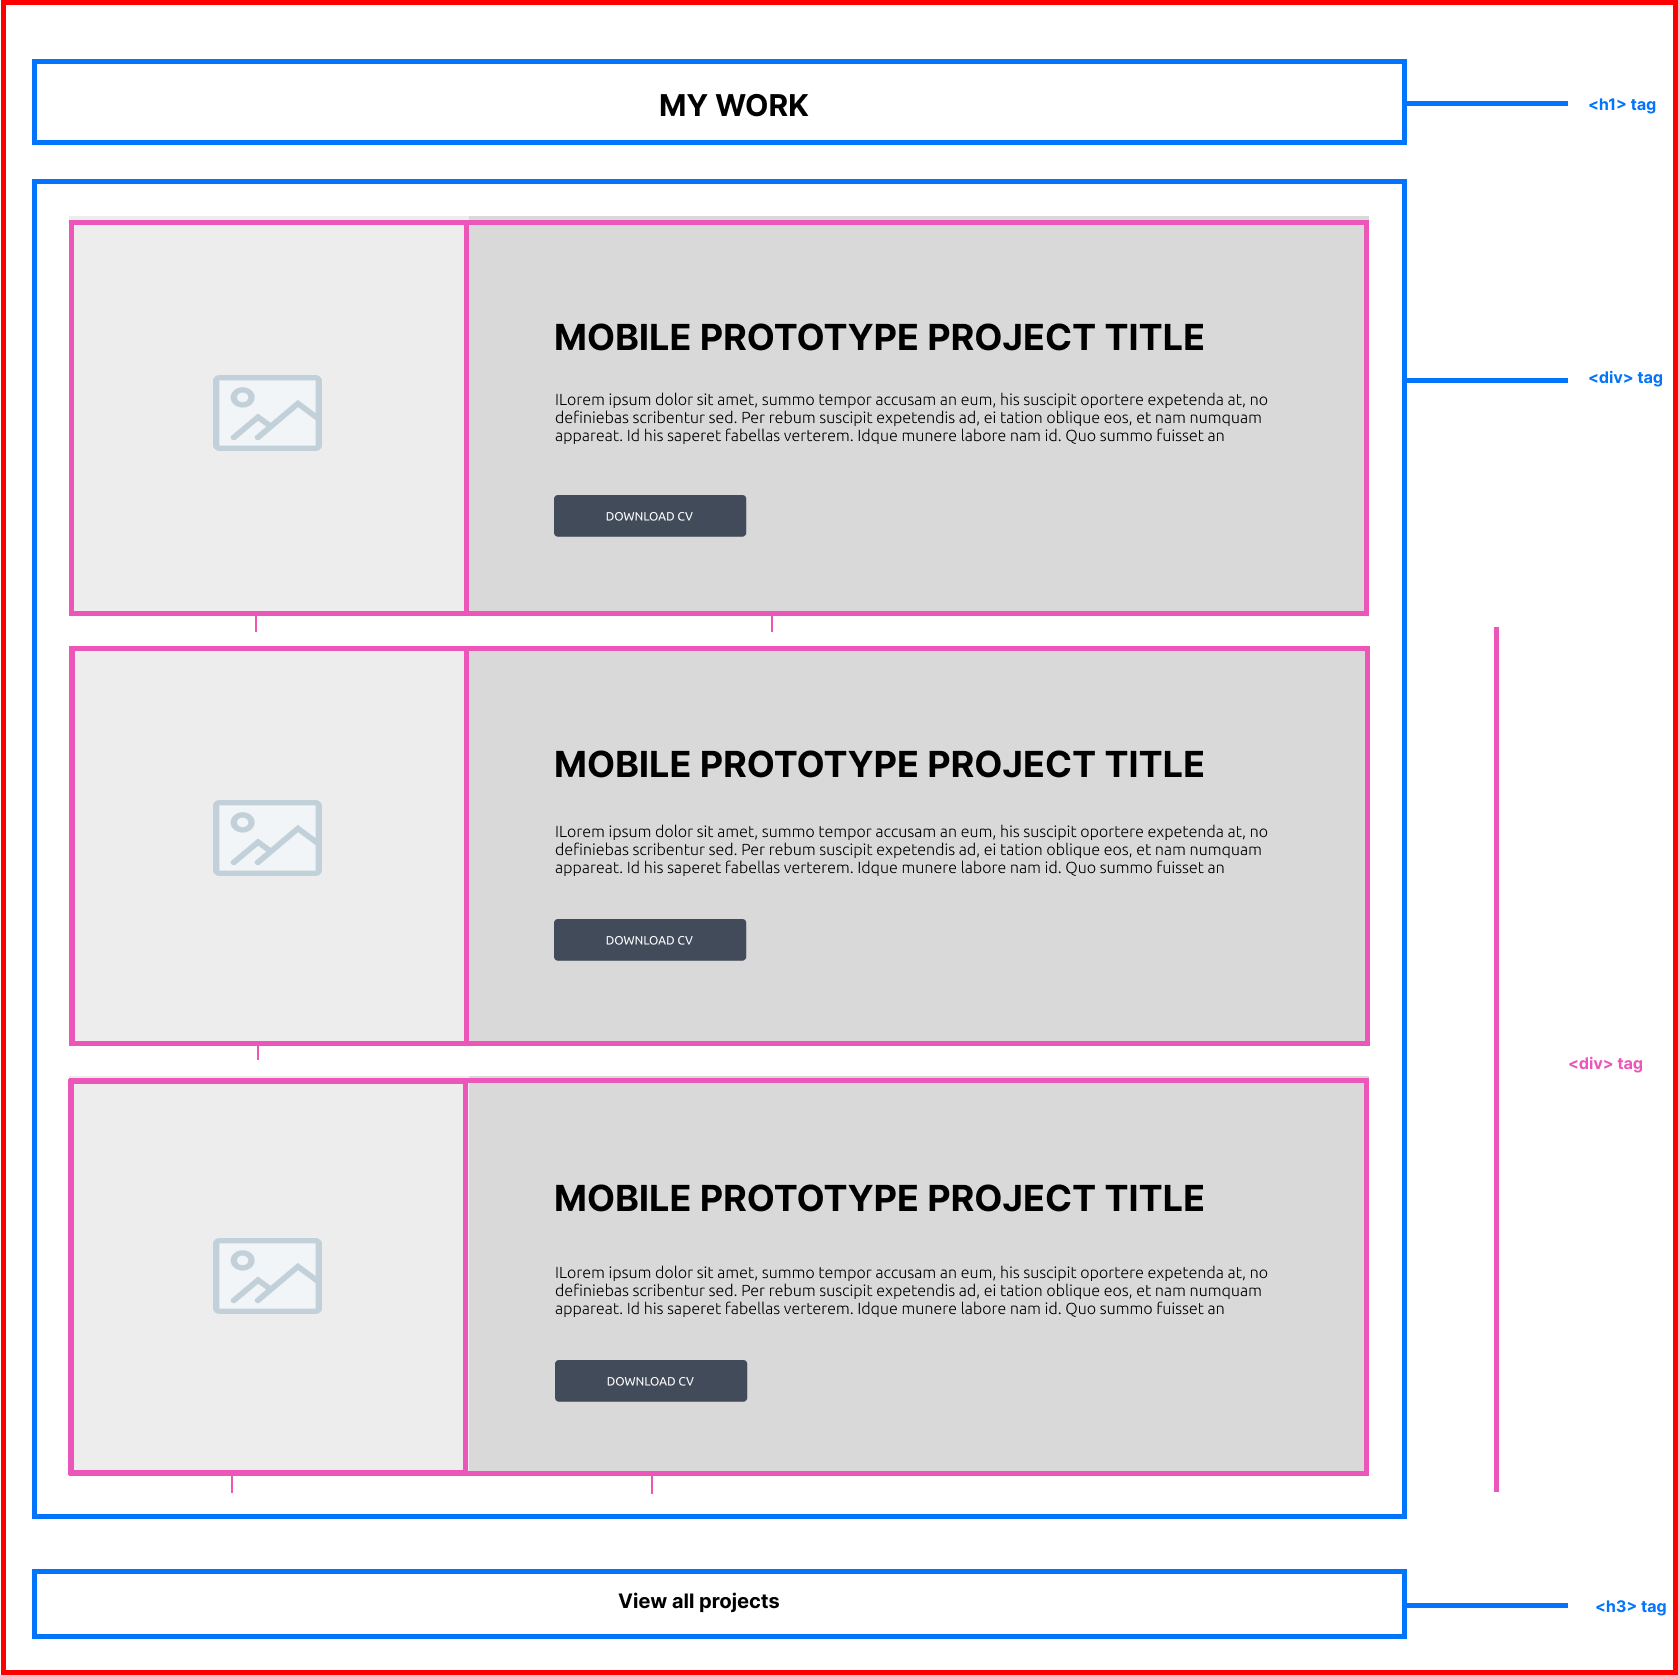 MY WORK
<h1> tag
MOBILE PROTOTYPE PROJECT TITLE
<div> tag
ILorem ipsum dolor sit amet, summo tempor accusam an eum, his suscipit oportere expetenda at, no
definiebas scribentur sed. Per rebum suscipit expetendis ad, ei tation oblique eos, et nam numquam
appareat. Id his saperet fabellas verterem. Idque munere labore nam id. Quo summo fuisset an
DOWNLOAD CV
MOBILE PROTOTYPE PROJECT TITLE
ILorem ipsum dolor sit amet, summo tempor accusam an eum, his suscipit oportere expetenda at, no
definiebas scribentur sed. Per rebum suscipit expetendis ad, ei tation oblique eos, et nam numquam
appareat. Id his saperet fabellas verterem. Idque munere labore nam id. Quo summo fuisset an
DOWNLOAD CV
<div> tag
MOBILE PROTOTYPE PROJECT TITLE
ILorem ipsum dolor sit amet, summo tempor accusam an eum, his suscipit oportere expetenda at, no
definiebas scribentur sed. Per rebum suscipit expetendis ad, ei tation oblique eos, et nam numquam
appareat. Id his saperet fabellas verterem. Idque munere labore nam id. Quo summo fuisset an
DOWNLOAD CV
View all projects
<h3> tag